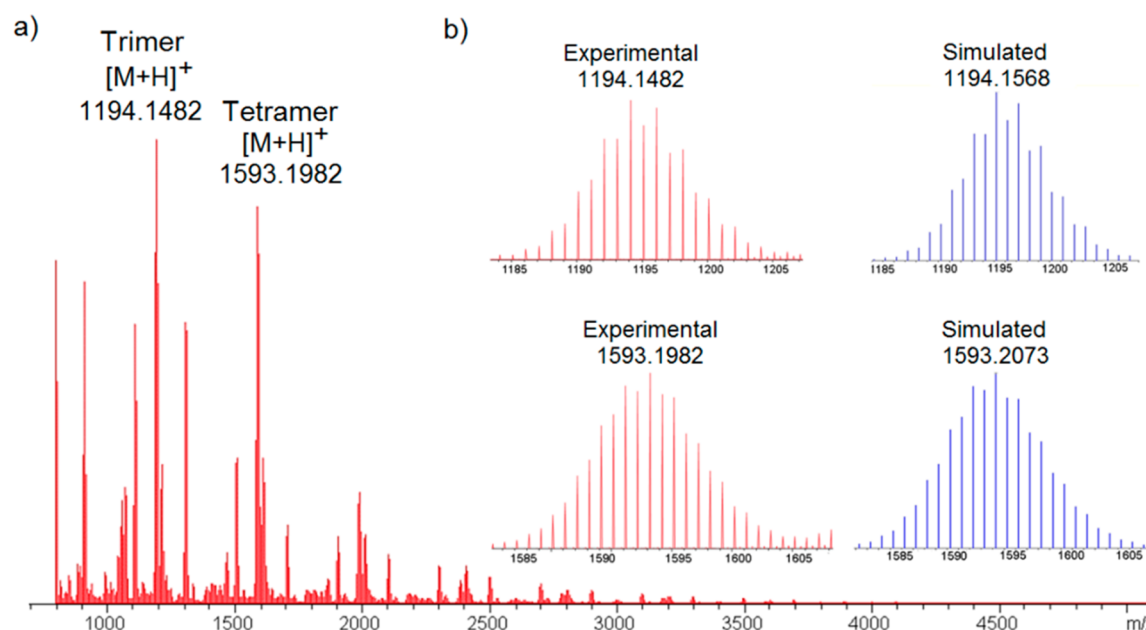 a)
Trimer
[M+H]+
1194.1482
Tetramer
[M+H]+
1593.1982
1000 1500 2000 2500 3000 3500 4000 4500 m/
b)
Experimental
1194.1482
1185 1190 1195 1200 1205
Simulated
1194.1568
1185 1190 1195 1200 1205
Experimental
1593.1982
1585 1590 1595 1600 1605
Simulated
1593.2073
1585 1590 1595 1600 1605